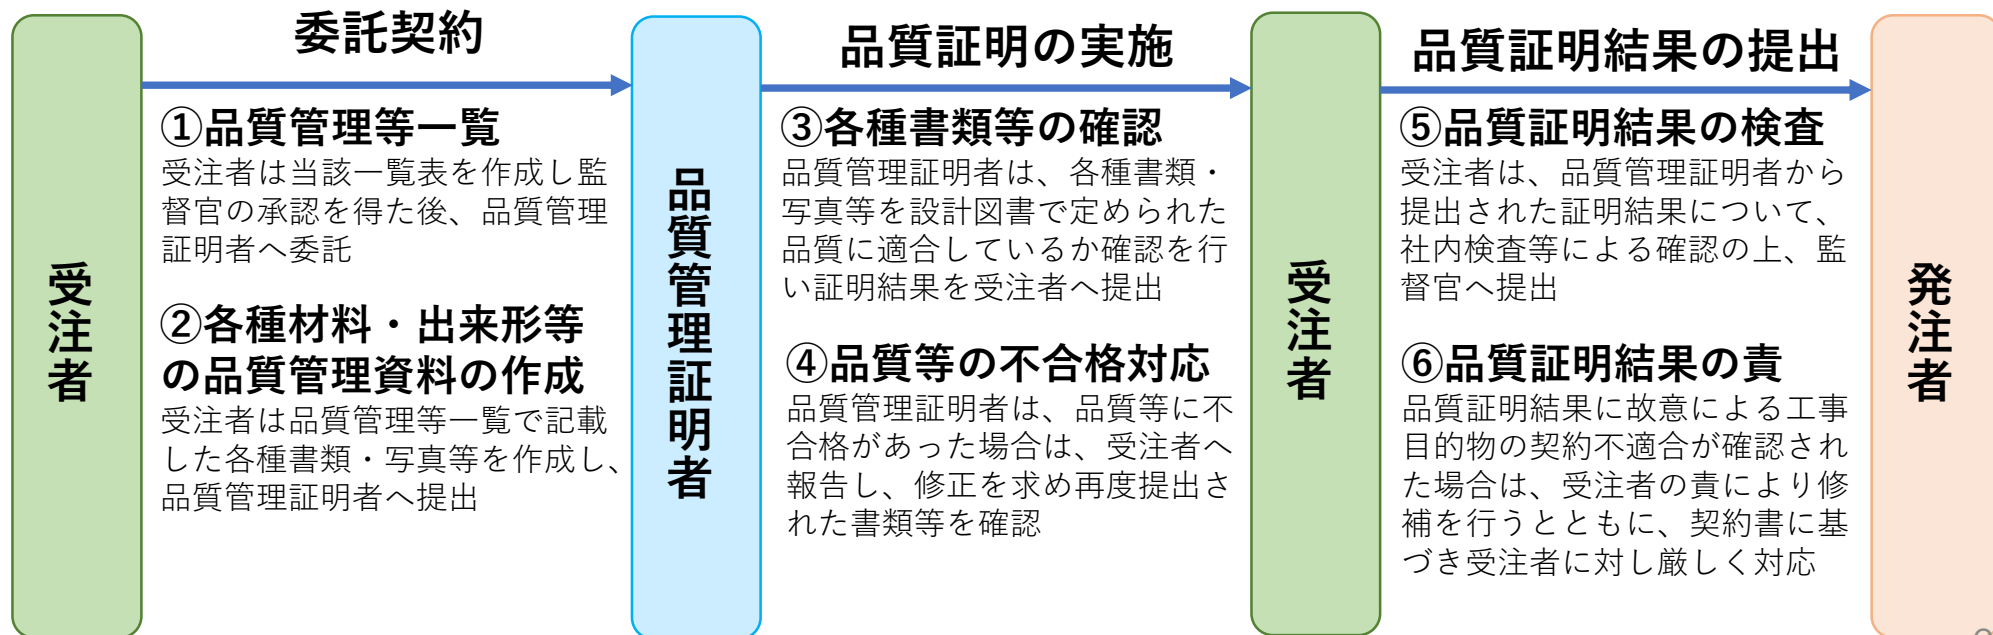 受注者
委託契約
①品質管理等一覧
受注者は当該一覧表を作成し監
督官の承認を得た後、品質管理
証明者へ委託
②各種材料・出来形等
の品質管理資料の作成
受注者は品質管理等一覧で記載
した各種書類・写真等を作成し、
品質管理証明者へ提出
品質管理証明者
品質証明の実施
③各種書類等の確認
品質管理証明者は、各種書類・
写真等を設計図書で定められた
品質に適合しているか確認を行
い証明結果を受注者へ提出
④品質等の不合格対応
品質管理証明者は、品質等に不
合格があった場合は、受注者へ
報告し、修正を求め再度提出さ
れた書類等を確認
受注者
品質証明結果の提出
⑤品質証明結果の検査
受注者は、品質管理証明者から
提出された証明結果について、
社内検査等による確認の上、監
督官へ提出
⑥品質証明結果の責
品質証明結果に故意による工事
目的物の契約不適合が確認され
た場合は、受注者の責により修
補を行うとともに、契約書に基
づき受注者に対し厳しく対応
発注者